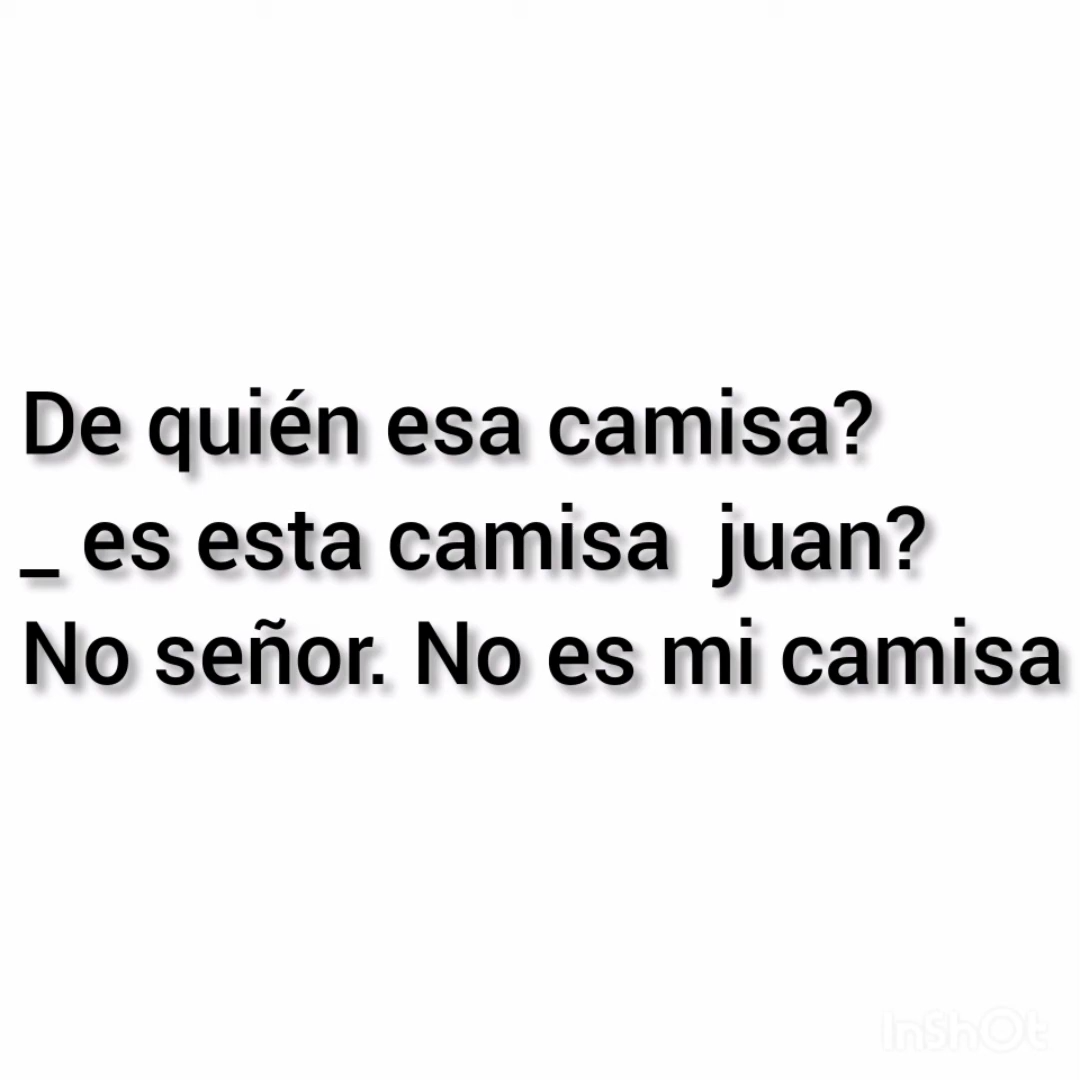 De quién esa camisa?
_ es esta camisa  juan?
No señor. No es mi camisa
InShOt